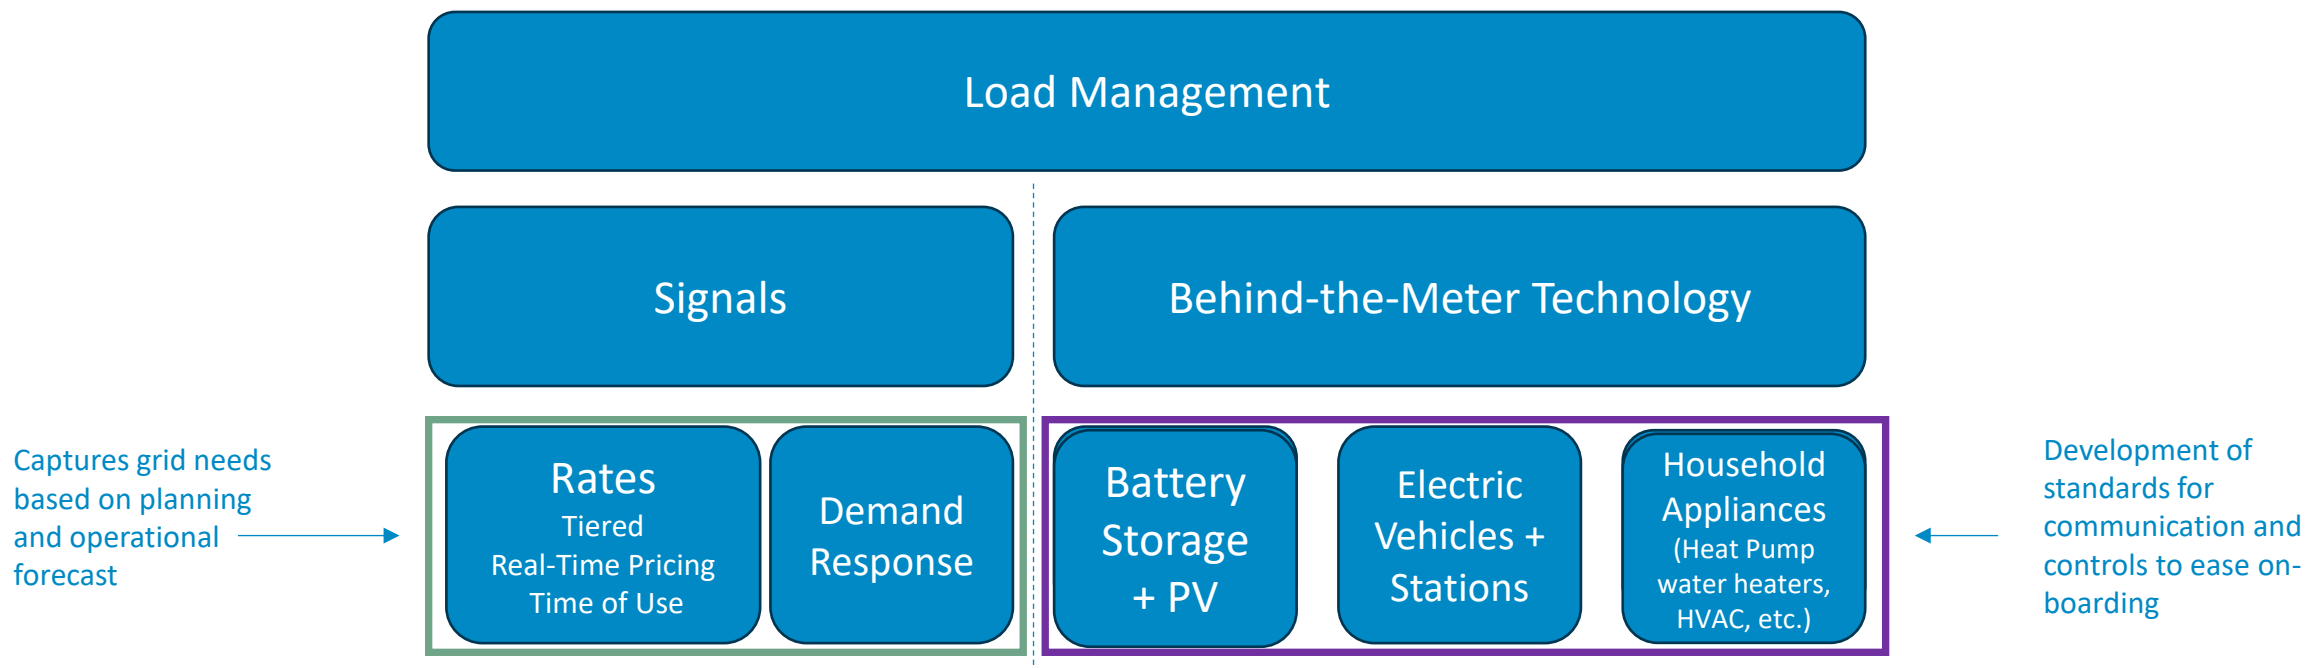 Load Management
Signals
Behind-the-Meter Technology
Captures grid needs
based on planning
and operational
forecast
Rates
Tiered
Real-Time Pricing
Time of Use
Demand
Response
Battery
Storage
+ PV
Electric
Vehicles +
Stations
Household
Appliances
(Heat Pump
water heaters,
HVAC, etc.)
Development of
standards for
communication and
controls to ease on-
boarding